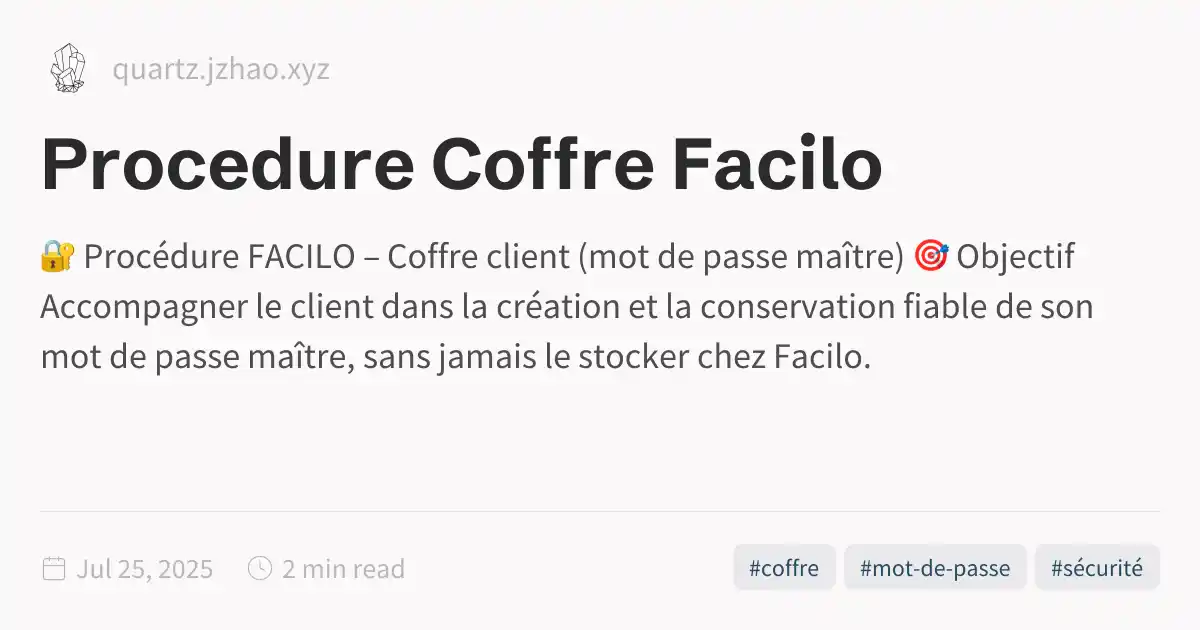 quartz.jzhao.xyz
Procedure Coffre Facilo
🔐 Procédure FACILO – Coffre client (mot de passe maître) 🎯 Objectif
Accompagner le client dans la création et la conservation fiable de son
mot de passe maître, sans jamais le stocker chez Facilo.
Jul 25, 2025 2 min read #coffre #mot-de-passe #sécurité